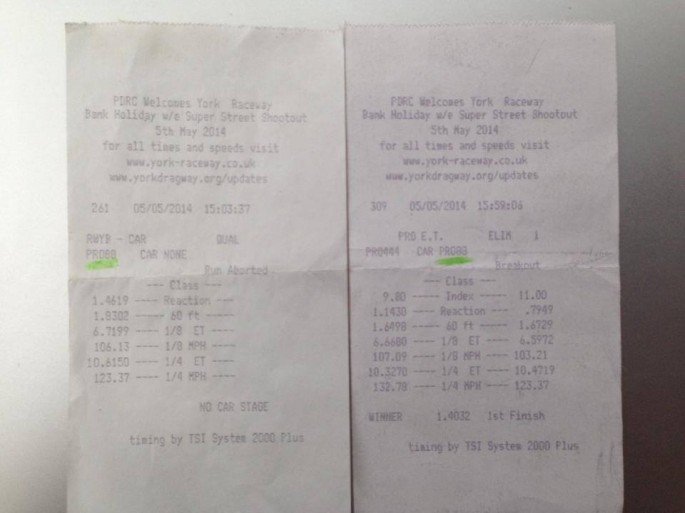 PDRC Welcomes York Raceway
Bank Holiday w/e Super Street Shootout
5th May 2014
for all times and speeds visit
www.york-raceway.co.uk
www.yorkdragway.org/updates
261 05/05/2014 15:03:37
RWYB - CAR QUAL
PRO88 CAR NONE
Run Aborted
---- Class -
1.4619 ---- Reaction ----
1.8302 ---- 60 ft ----
6.7199 ---- 1/8 ET ----
106.13 ---- 1/8 MPH ----
10.6150 ---- 1/4 ET ----
123.37 ---- 1/4 MPH ----
NO CAR STAGE
timing by TSI System 2000 Plus
PDRC Welcomes York Raceway
Bank Holiday w/e Super Street Shootout
5th May 2014
for all times and speeds visit
www.york-raceway.co.uk
www.yorkdragway.org/updates
309 05/05/2014 15:59:06
PRO E.T. ELIM 1
PRO444 CAR PRO88
Breakout
---- Class ----
9.80 ---- Index ---- 11.00
1.1430 ---- Reaction ---- .7949
1.6498 ---- 60 ft ---- 1.6729
6.6680 ---- 1/8 ET ---- 6.5972
107.09 ---- 1/8 MPH ---- 103.21
10.3270 ---- 1/4 ET ---- 10.4719
132.78 ---- 1/4 MPH ---- 123.37
WINNER 1.4032 1st Finish
timing by TSI System 2000 Plus